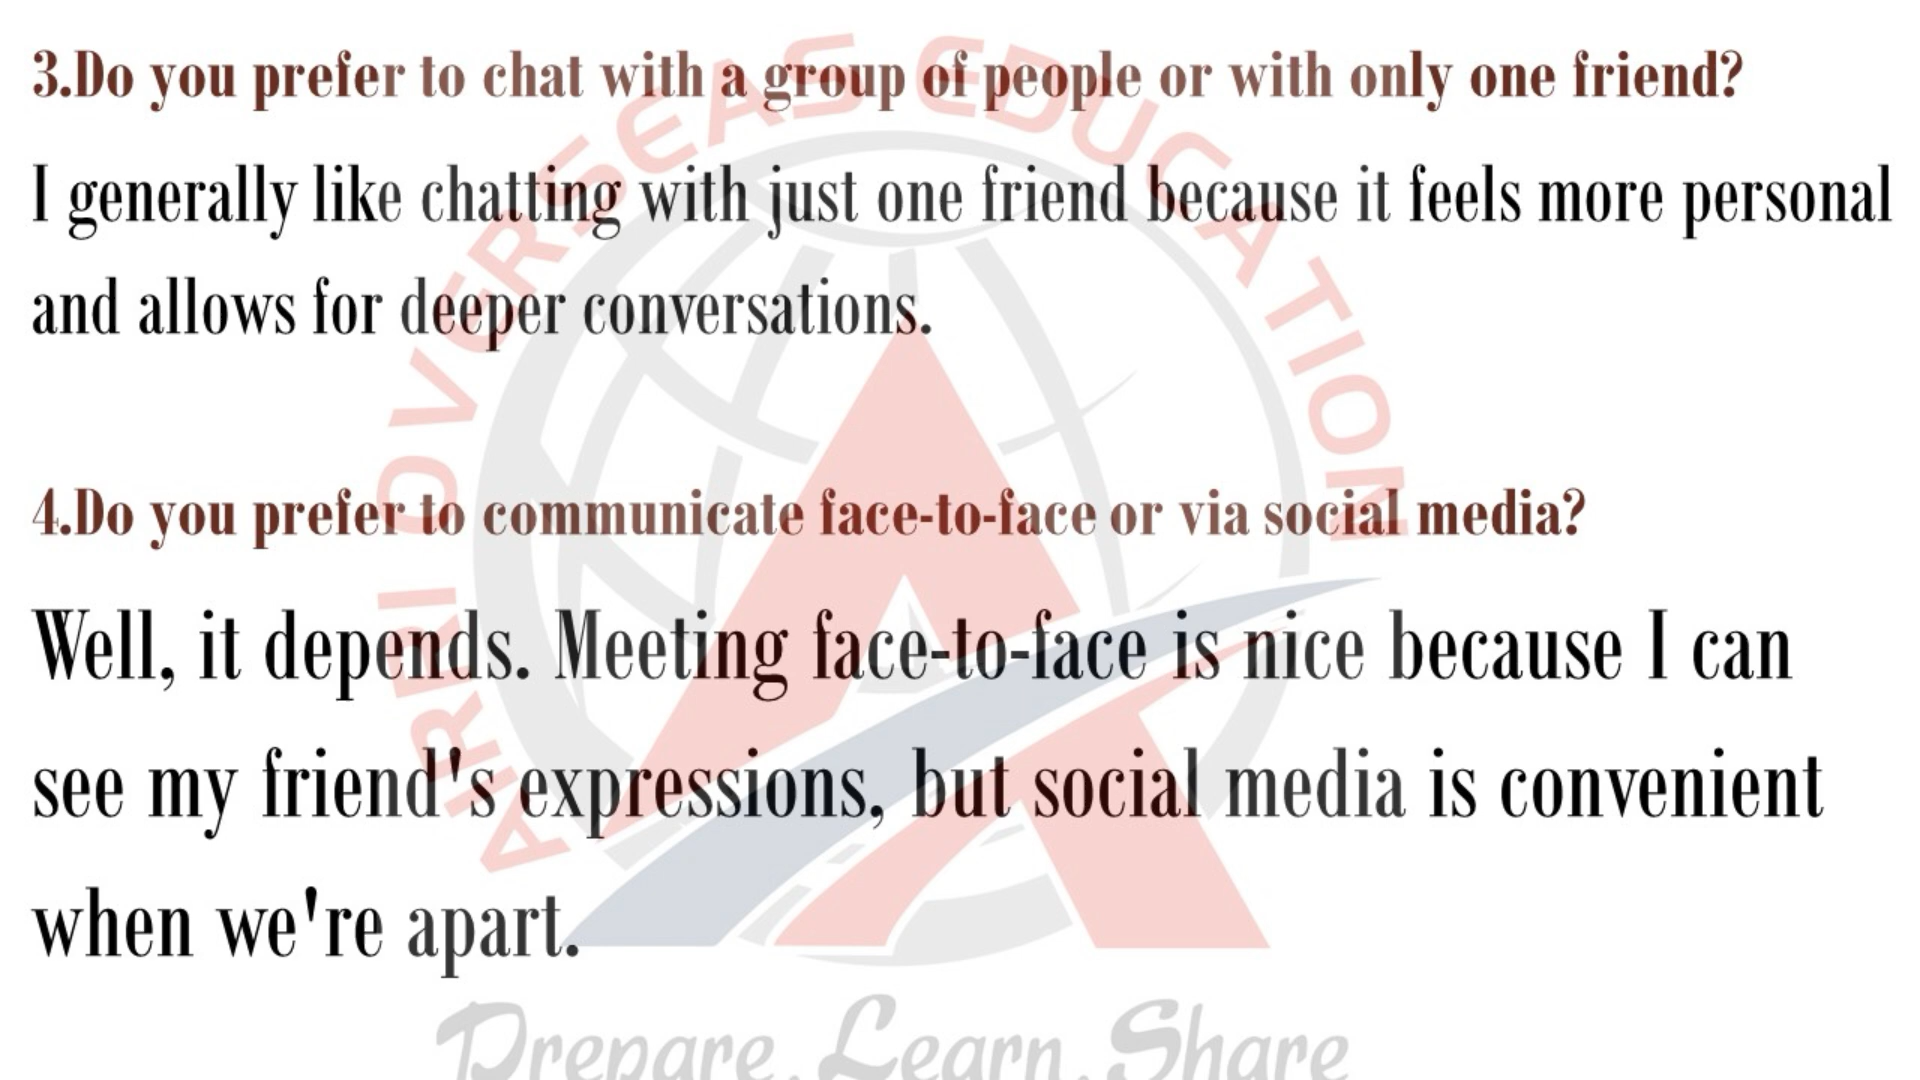 3.Do you prefer to chat with a group of people or with only one friend?
I generally like chatting with just one friend because it feels more personal
and allows for deeper conversations.
4.Do you prefer to communicate face-to-face or via social media?
Well, it depends. Meeting face-to-face is nice because I can
see my friend's expressions, but social media is convenient
when we're apart.
ARRI OVERSEAS EDUCATION
Prepare. Learn. Share